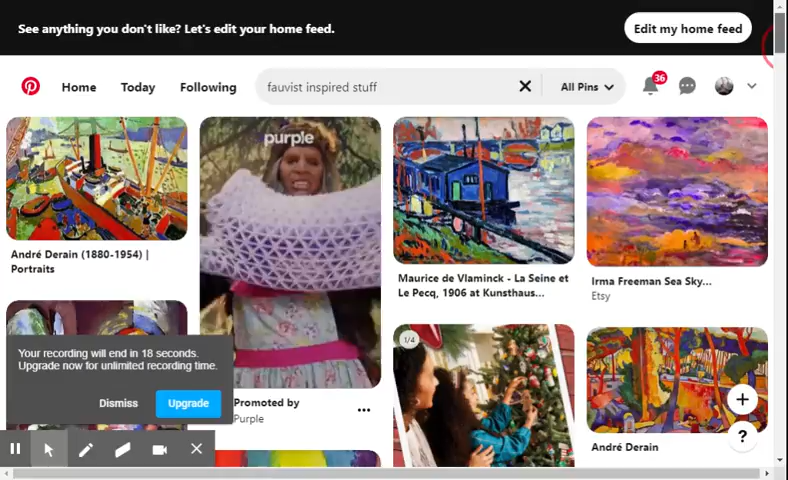 See anything you don't like? Let's edit your home feed.
Edit my home feed
Home
Today
Following
fauvist inspired stuff
All Pins
36
purple
André Derain (1880-1954) |
Portraits
Maurice de Vlaminck - La Seine et
Le Pecq, 1906 at Kunsthaus...
Irma Freeman Sea Sky...
Etsy
1/4
Your recording will end in 18 seconds.
Upgrade now for unlimited recording time.
Dismiss
Upgrade
Promoted by
Purple
André Derain
?